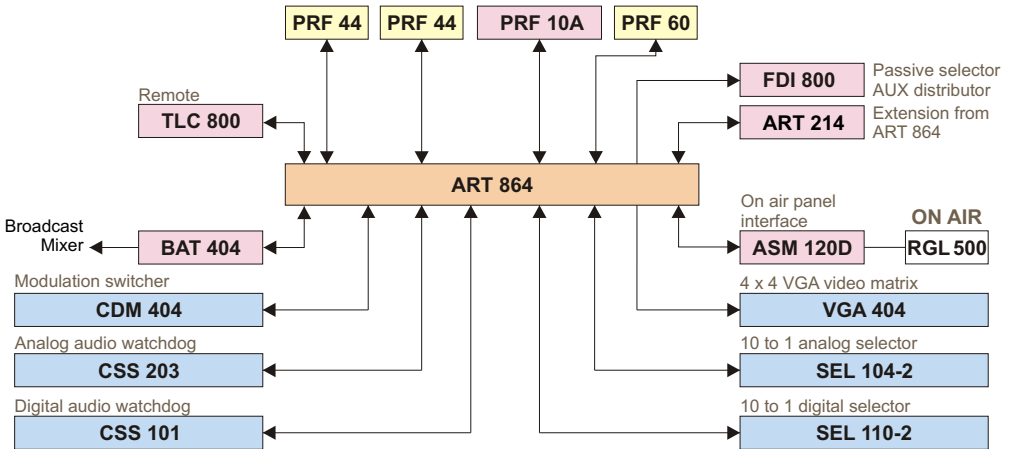 PRF 44
PRF 44
PRF 10A
PRF 60
FDI 800
Passive selector
AUX distributor
Remote
TLC 800
ART 214
Extension from
ART 864
ART 864
Broadcast
Mixer
BAT 404
On air panel
interface
ASM 120D
ON AIR
RGL 500
Modulation switcher
CDM 404
4 x 4 VGA video matrix
VGA 404
Analog audio watchdog
CSS 203
10 to 1 analog selector
SEL 104-2
Digital audio watchdog
CSS 101
10 to 1 digital selector
SEL 110-2